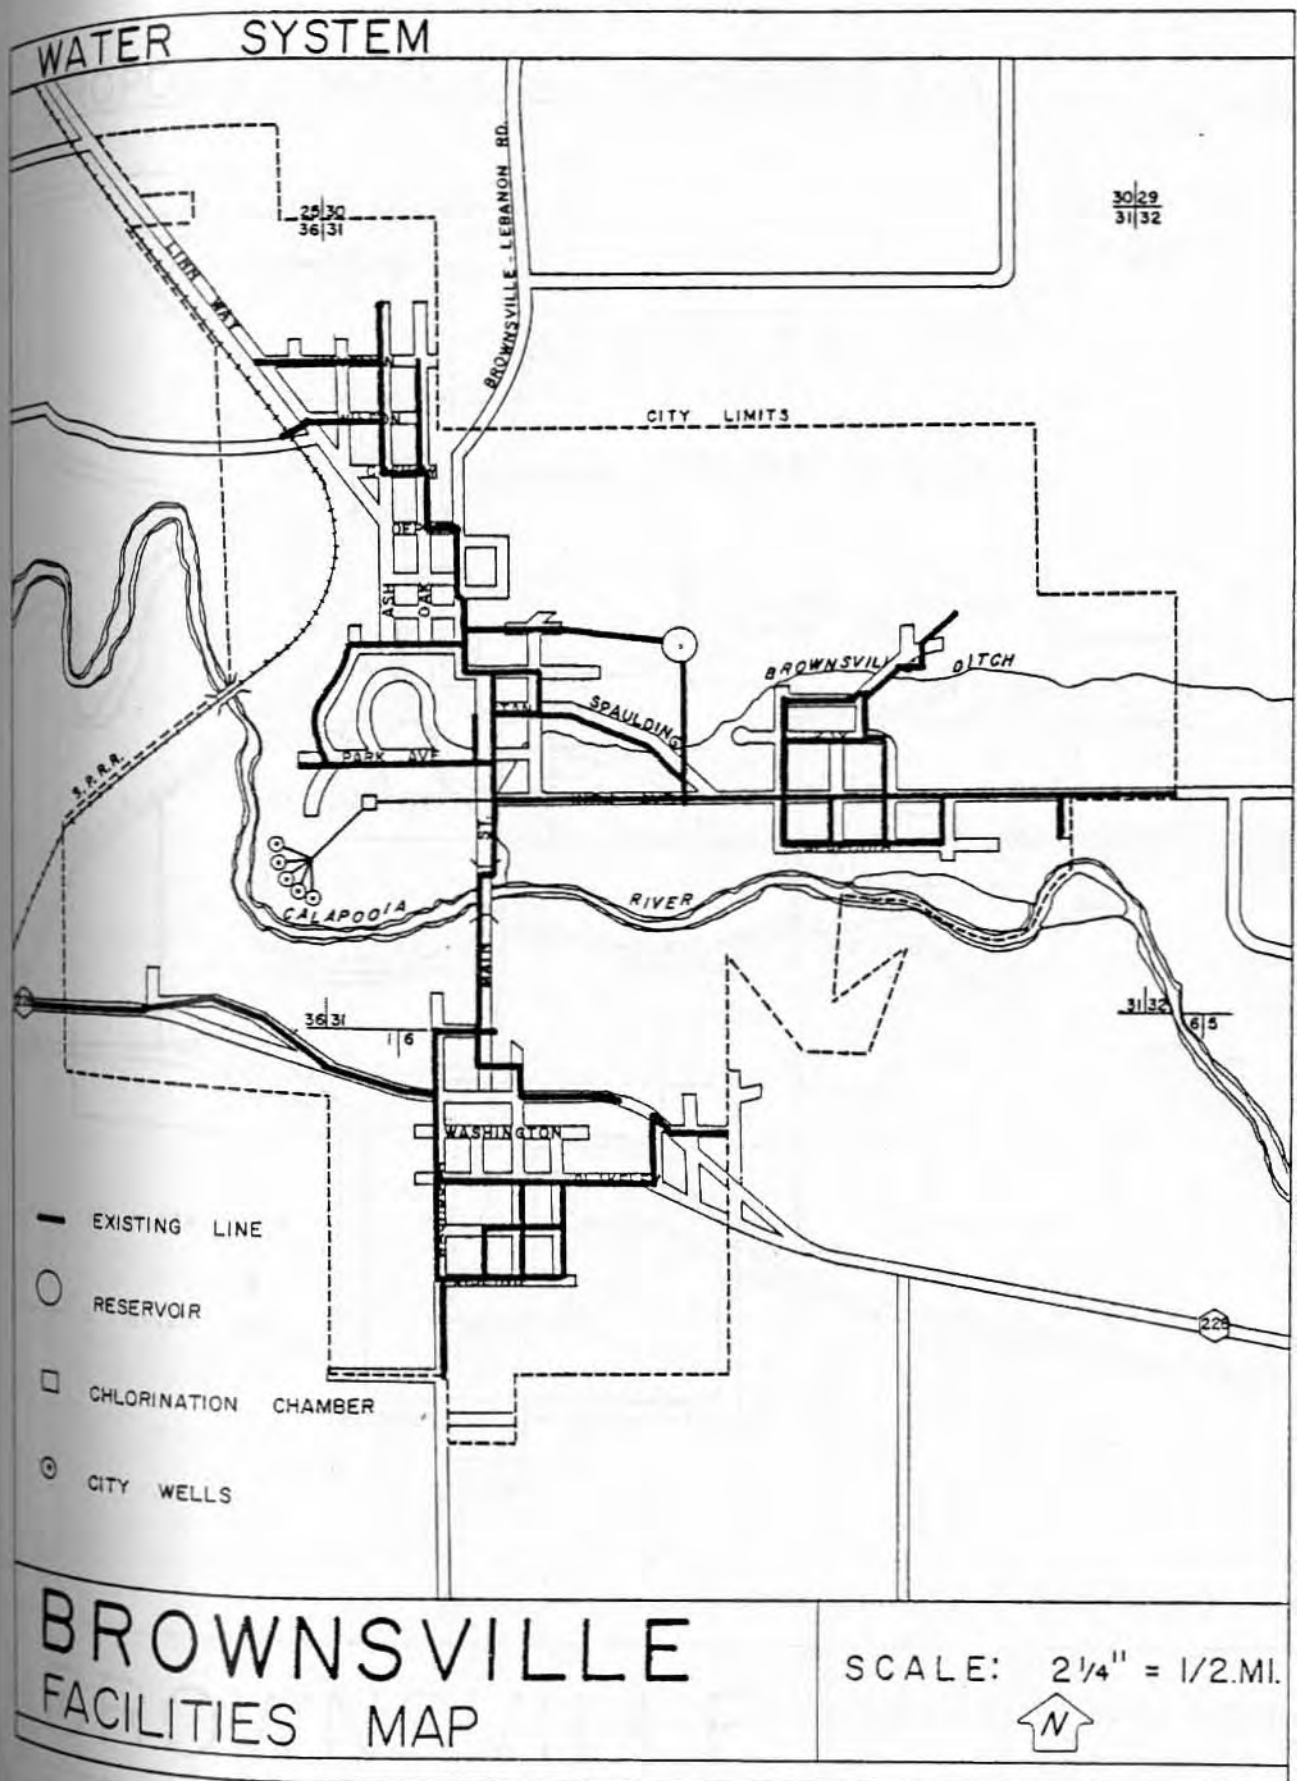 WATER SYSTEM
BROWNSVILLE - LEBANON RD.
25|30
36|31
30|29
31|32
LINN WAY
CITY LIMITS
ASH
OAK
BROWNSVILL DITCH
SPAULDING
PARK AVE
S.P.R.R.
ST.
CALAPOOIA RIVER
MAIN
36|31
1|6
31|32
6|5
WASHINGTON
EXISTING LINE
RESERVOIR
228
CHLORINATION CHAMBER
CITY WELLS
BROWNSVILLE
FACILITIES MAP
SCALE: 2 1/4" = 1/2.MI.
N